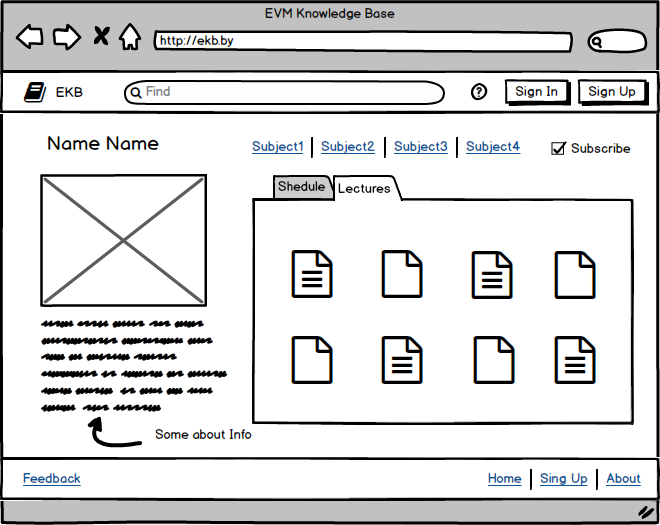 EVM Knowledge Base
http://ekb.by
EKB
Find
?
Sign In
Sign Up
Name Name
Subject1
Subject2
Subject3
Subject4
Subscribe
Shedule
Lectures
Some about Info
Feedback
Home
Sing Up
About